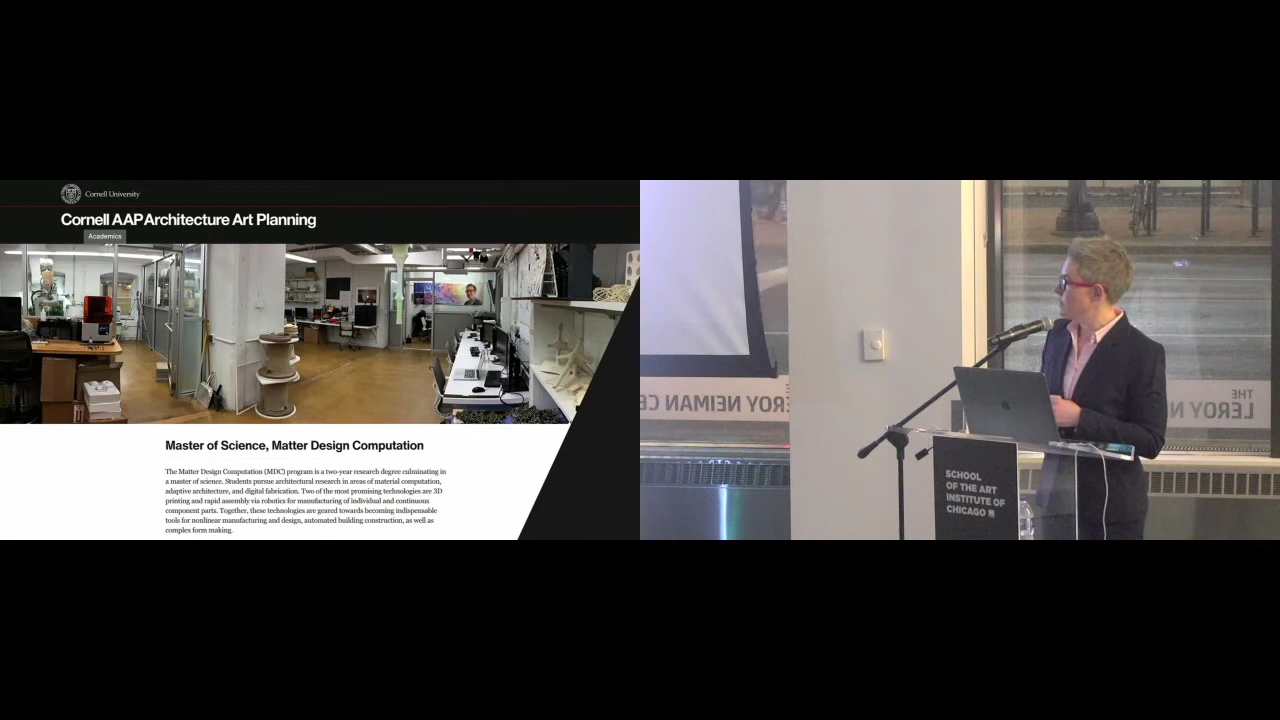 Cornell University
Cornell AAP Architecture Art Planning
Academics
Master of Science, Matter Design Computation
The Matter Design Computation (MDC) program is a two-year research degree culminating in
a master of science. Students pursue architectural research in areas of material computation,
adaptive architecture, and digital fabrication. Two of the most promising technologies are 3D
printing and rapid assembly via robotics for manufacturing of individual and continuous
component parts. Together, these technologies are geared towards becoming indispensable
tools for nonlinear manufacturing and design, automated building construction, as well as
complex form making.
EROY NEIMAN CE
THE
LEROY N
SCHOOL
OF THE ART
INSTITUTE OF
CHICAGO